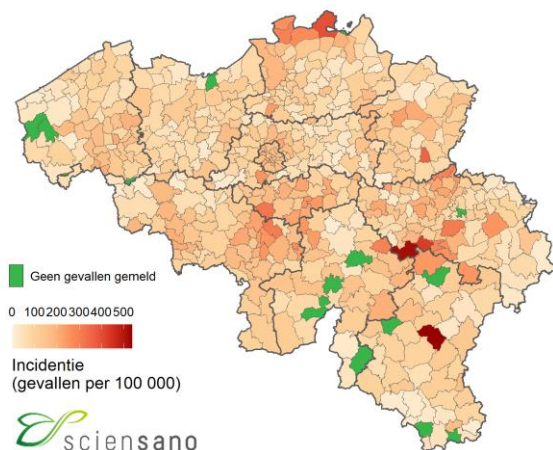 Geen gevallen gemeld
0 100 200 300 400 500
Incidentie
(gevallen per 100 000)
sciensano